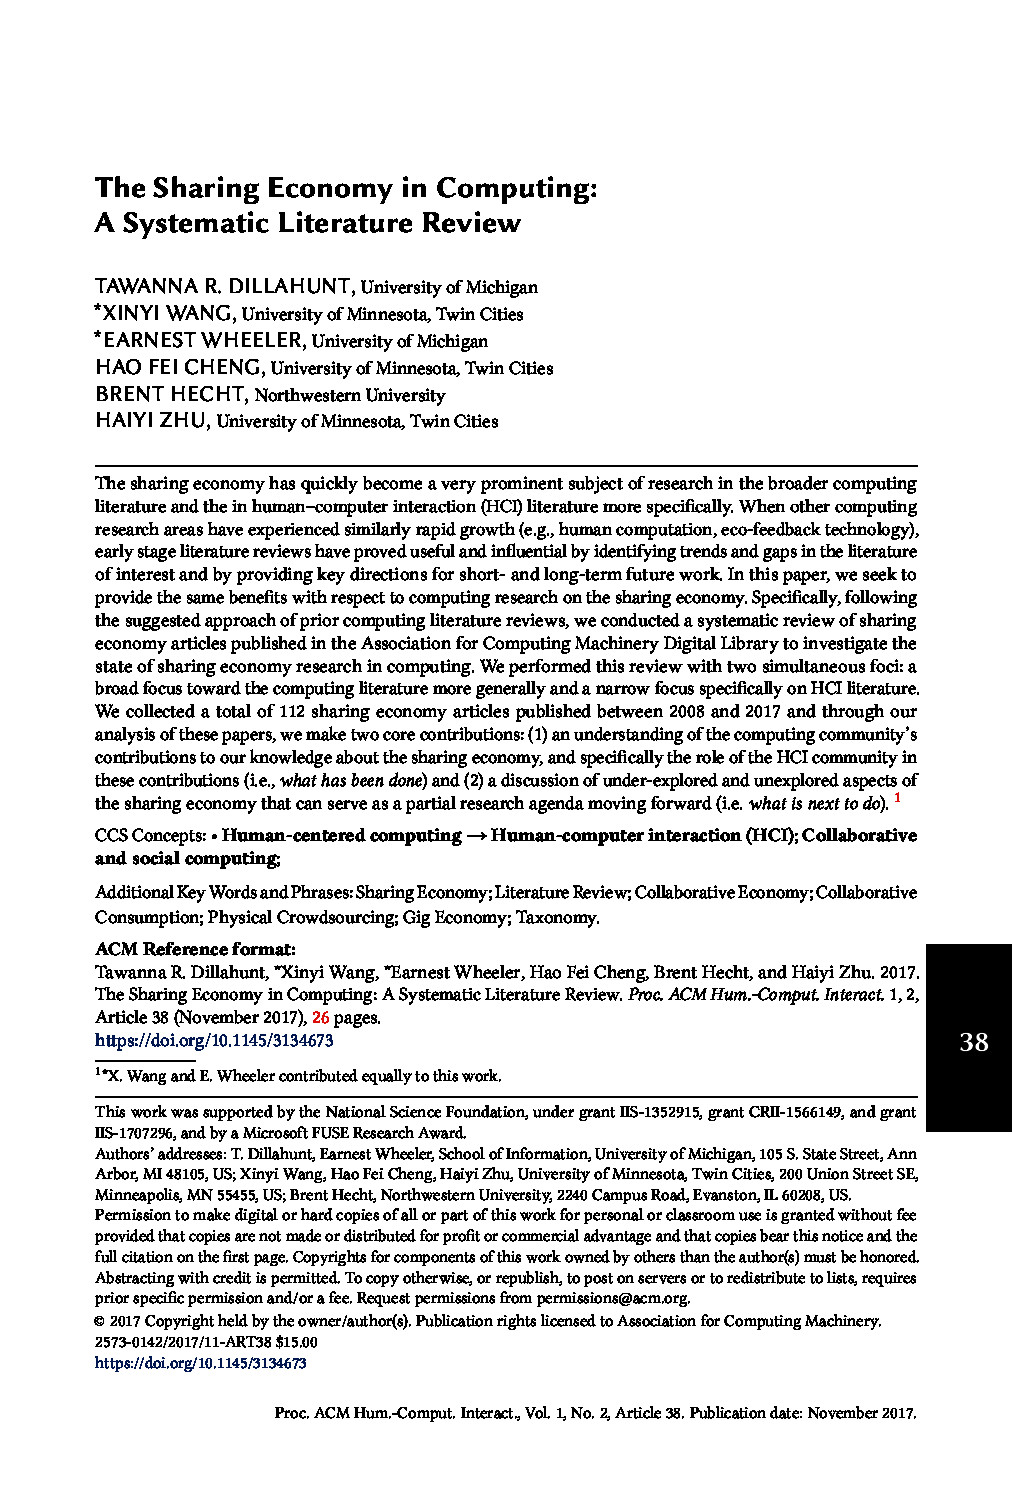 The Sharing Economy in Computing:
A Systematic Literature Review
TAWANNA R. DILLAHUNT, University of Michigan
*XINYI WANG, University of Minnesota, Twin Cities
*EARNEST WHEELER, University of Michigan
HAO FEI CHENG, University of Minnesota, Twin Cities
BRENT HECHT, Northwestern University
HAIYI ZHU, University of Minnesota, Twin Cities
The sharing economy has quickly become a very prominent subject of research in the broader computing
literature and the in human–computer interaction (HCI) literature more specifically. When other computing
research areas have experienced similarly rapid growth (e.g., human computation, eco-feedback technology),
early stage literature reviews have proved useful and influential by identifying trends and gaps in the literature
of interest and by providing key directions for short- and long-term future work. In this paper, we seek to
provide the same benefits with respect to computing research on the sharing economy. Specifically, following
the suggested approach of prior computing literature reviews, we conducted a systematic review of sharing
economy articles published in the Association for Computing Machinery Digital Library to investigate the
state of sharing economy research in computing. We performed this review with two simultaneous foci: a
broad focus toward the computing literature more generally and a narrow focus specifically on HCI literature.
We collected a total of 112 sharing economy articles published between 2008 and 2017 and through our
analysis of these papers, we make two core contributions: (1) an understanding of the computing community's
contributions to our knowledge about the sharing economy, and specifically the role of the HCI community in
these contributions (i.e., what has been done) and (2) a discussion of under-explored and unexplored aspects of
the sharing economy that can serve as a partial research agenda moving forward (i.e. what is next to do). 1
CCS Concepts: • Human-centered computing → Human-computer interaction (HCI); Collaborative
and social computing;
Additional Key Words and Phrases: Sharing Economy; Literature Review; Collaborative Economy; Collaborative
Consumption; Physical Crowdsourcing; Gig Economy; Taxonomy.
ACM Reference format:
Tawanna R. Dillahunt, *Xinyi Wang, *Earnest Wheeler, Hao Fei Cheng, Brent Hecht, and Haiyi Zhu. 2017.
The Sharing Economy in Computing: A Systematic Literature Review. Proc. ACM Hum.-Comput. Interact. 1, 2,
Article 38 (November 2017), 26 pages.
https://doi.org/10.1145/3134673
38
1*X. Wang and E. Wheeler contributed equally to this work.
This work was supported by the National Science Foundation, under grant IIS-1352915, grant CRII-1566149, and grant
IIS-1707296, and by a Microsoft FUSE Research Award.
Authors' addresses: T. Dillahunt, Earnest Wheeler, School of Information, University of Michigan, 105 S. State Street, Ann
Arbor, MI 48105, US; Xinyi Wang, Hao Fei Cheng, Haiyi Zhu, University of Minnesota, Twin Cities, 200 Union Street SE,
Minneapolis, MN 55455, US; Brent Hecht, Northwestern University, 2240 Campus Road, Evanston, IL 60208, US.
Permission to make digital or hard copies of all or part of this work for personal or classroom use is granted without fee
provided that copies are not made or distributed for profit or commercial advantage and that copies bear this notice and the
full citation on the first page. Copyrights for components of this work owned by others than the author(s) must be honored.
Abstracting with credit is permitted. To copy otherwise, or republish, to post on servers or to redistribute to lists, requires
prior specific permission and/or a fee. Request permissions from permissions@acm.org.
© 2017 Copyright held by the owner/author(s). Publication rights licensed to Association for Computing Machinery.
2573-0142/2017/11-ART38 $15.00
https://doi.org/10.1145/3134673
Proc. ACM Hum.-Comput. Interact., Vol. 1, No. 2, Article 38. Publication date: November 2017.